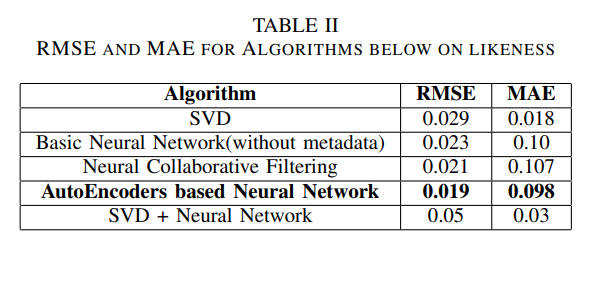 TABLE II
RMSE AND MAE FOR ALGORITHMS BELOW ON LIKENESS
Algorithm RMSE MAE
SVD 0.029 0.018
Basic Neural Network(without metadata) 0.023 0.10
Neural Collaborative Filtering 0.021 0.107
AutoEncoders based Neural Network 0.019 0.098
SVD + Neural Network 0.05 0.03